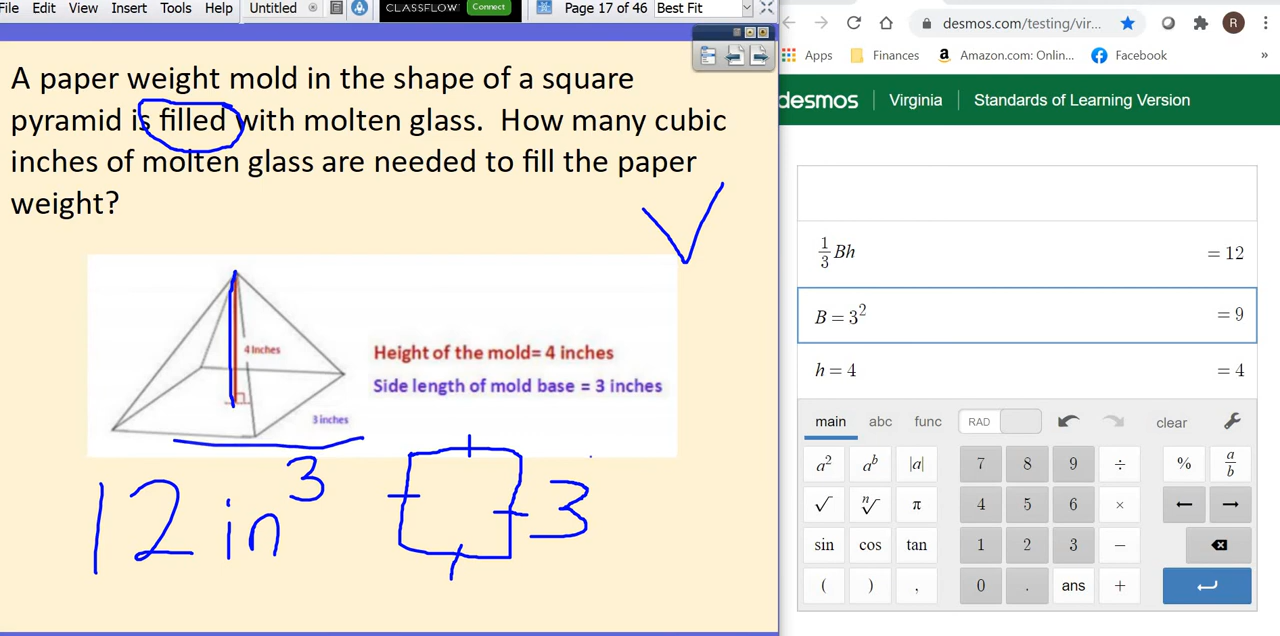 File Edit View Insert Tools Help Untitled CLASSFLOW Connect Page 17 of 46 Best Fit
A paper weight mold in the shape of a square
pyramid is filled with molten glass. How many cubic
inches of molten glass are needed to fill the paper
weight?
V
4 Inches
Height of the mold= 4 inches
Side length of mold base = 3 inches
3 inches
12 in³ 3
desmos.com/testing/vir... R
Apps Finances Amazon.com: Onlin... Facebook »
desmos Virginia Standards of Learning Version
1/3 Bh = 12
B = 3² = 9
h = 4 = 4
main abc func RAD clear
a² aᵇ |a| 7 8 9 ÷ % a/b
√ ⁿ√ π 4 5 6 × ← →
sin cos tan 1 2 3 −
( ) , 0 . ans +